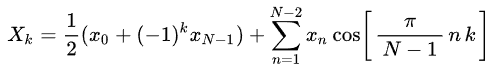 X_k = \frac{1}{2}(x_0 + (-1)^k x_{N-1}) + \sum_{n=1}^{N-2} x_n \cos\left[ \frac{\pi}{N-1} n k \right]